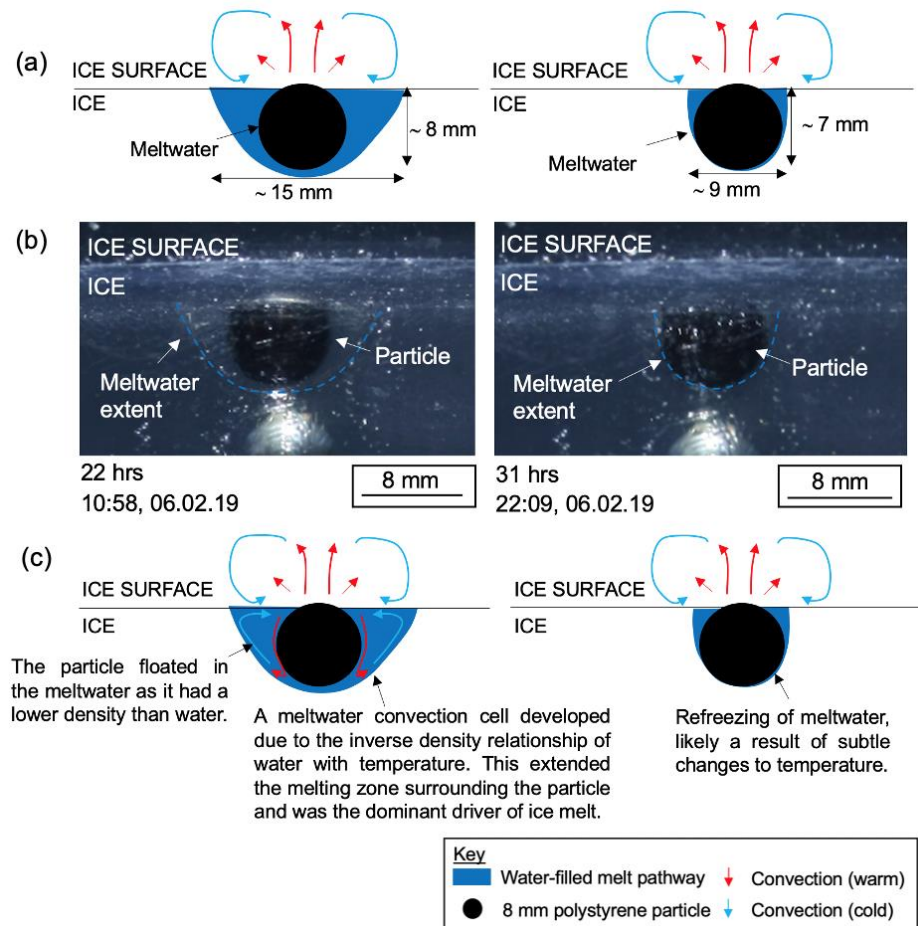 (a)
ICE SURFACE
ICE
Meltwater
~ 8 mm
~ 15 mm
ICE SURFACE
ICE
Meltwater
~ 7 mm
~ 9 mm
(b)
ICE SURFACE
ICE
Particle
Meltwater
extent
22 hrs
10:58, 06.02.19
8 mm
ICE SURFACE
ICE
Particle
Meltwater
extent
31 hrs
22:09, 06.02.19
8 mm
(c)
ICE SURFACE
ICE
The particle floated in
the meltwater as it had a
lower density than water.
A meltwater convection cell developed
due to the inverse density relationship of
water with temperature. This extended
the melting zone surrounding the particle
and was the dominant driver of ice melt.
ICE SURFACE
ICE
Refreezing of meltwater,
likely a result of subtle
changes to temperature.
Key
Water-filled melt pathway
Convection (warm)
8 mm polystyrene particle
Convection (cold)